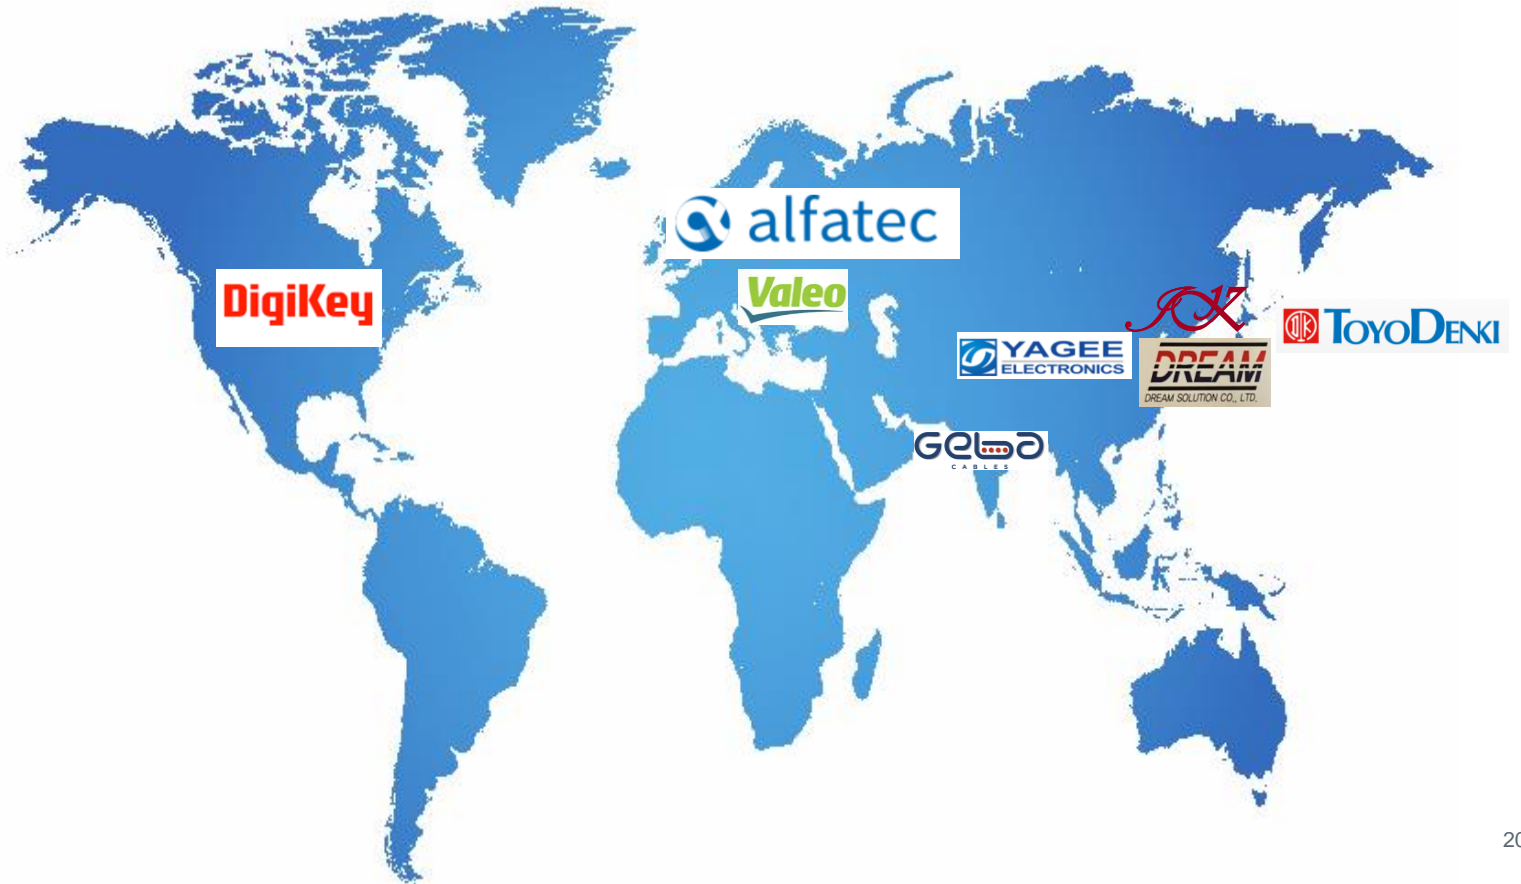 alfatec
DigiKey
Valeo
TOYODENKI
YAGEE
ELECTRONICS
DREAM
DREAM SOLUTION CO., LTD.
GEba
CABLES
20